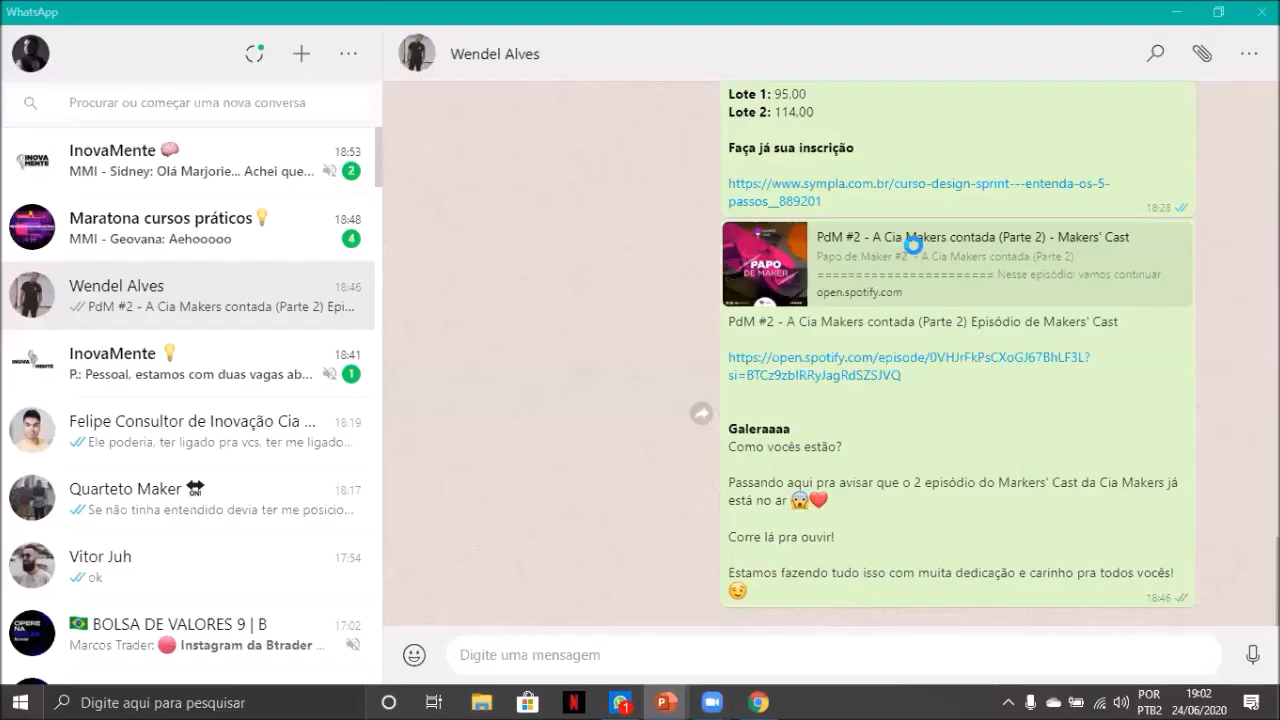 WhatsApp
Wendel Alves
Procurar ou começar uma nova conversa
InovaMente 🧠 18:53
MMI - Sidney: Olá Marjorie... Achei que... 2
Maratona cursos práticos💡 18:48
MMI - Geovana: Aehooooo 4
Wendel Alves 18:46
PdM #2 - A Cia Makers contada (Parte 2) Epi...
InovaMente 💡 18:41
P.: Pessoal, estamos com duas vagas ab... 1
Felipe Consultor de Inovação Cia ... 18:19
Ele poderia, ter ligado pra vcs, ter me ligado...
Quarteto Maker 🔛 18:17
Se não tinha entendido devia ter me posicio...
Vitor Juh 17:54
ok
🇧🇷 BOLSA DE VALORES 9 | B 17:02
Marcos Trader: 🔴 Instagram da Btrader ...
Lote 1: 95,00
Lote 2: 114,00
Faça já sua inscrição
https://www.sympla.com.br/curso-design-sprint---entenda-os-5-
passos__889201
18:28
PAPO
DE MAKER
PdM #2 - A Cia Makers contada (Parte 2) - Makers' Cast
Papo de Maker #2 - A Cia Makers contada (Parte 2)
======================= Nesse episódio: vamos continuar
open.spotify.com
PdM #2 - A Cia Makers contada (Parte 2) Episódio de Makers' Cast
https://open.spotify.com/episode/0VHJrFkPsCXoGJ67BhLF3L?
si=BTCz9zbIRRyJagRdSZSJVQ
Galeraaaa
Como vocês estão?
Passando aqui pra avisar que o 2 episódio do Markers' Cast da Cia Makers já
está no ar 😱❤️
Corre lá pra ouvir!
Estamos fazendo tudo isso com muita dedicação e carinho pra todos vocês!
😉
18:46
Digite uma mensagem
Digite aqui para pesquisar
1
POR
PTB2
19:02
24/06/2020